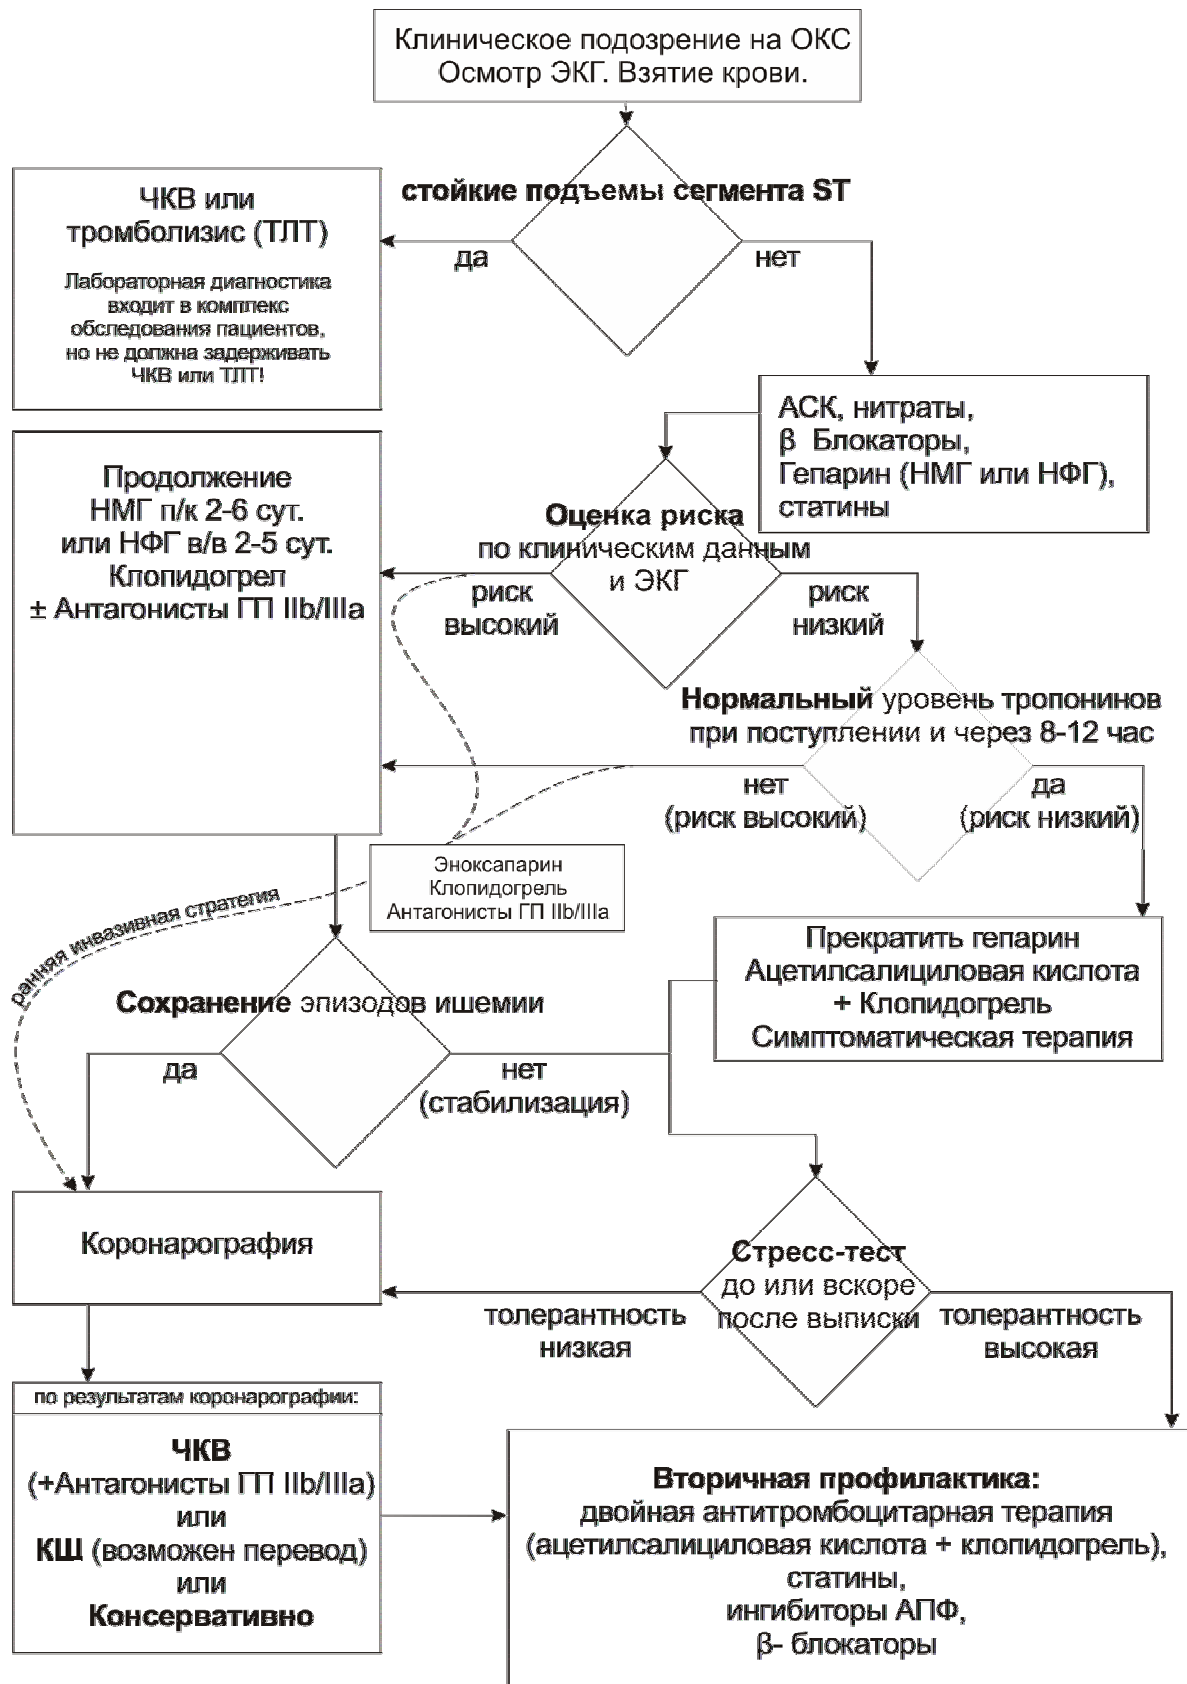 Клиническое подозрение на ОКС
Осмотр ЭКГ. Взятие крови.
стойкие подъемы сегмента ST
да
нет
ЧКВ или
тромболизис (ТЛТ)
Лабораторная диагностика
входит в комплекс
обследования пациентов,
но не должна задерживать
ЧКВ или ТЛТ!
АСК, нитраты,
β Блокаторы,
Гепарин (НМГ или НФГ),
статины
Оценка риска
по клиническим данным
и ЭКГ
риск
высокий
риск
низкий
Продолжение
НМГ п/к 2-6 сут.
или НФГ в/в 2-5 сут.
Клопидогрел
± Антагонисты ГП IIb/IIIa
Нормальный уровень тропонинов
при поступлении и через 8-12 час
нет
(риск высокий)
да
(риск низкий)
Эноксапарин
Клопидогрель
Антагонисты ГП IIb/IIIa
ранняя инвазивная стратегия
Прекратить гепарин
Ацетилсалициловая кислота
+ Клопидогрель
Симптоматическая терапия
Сохранение эпизодов ишемии
да
нет
(стабилизация)
Коронарография
Стресс-тест
до или вскоре
после выписки
толерантность
низкая
толерантность
высокая
по результатам коронарографии:
ЧКВ
(+Антагонисты ГП IIb/IIIa)
или
КШ (возможен перевод)
или
Консервативно
Вторичная профилактика:
двойная антитромбоцитарная терапия
(ацетилсалициловая кислота + клопидогрель),
статины,
ингибиторы АПФ,
β- блокаторы